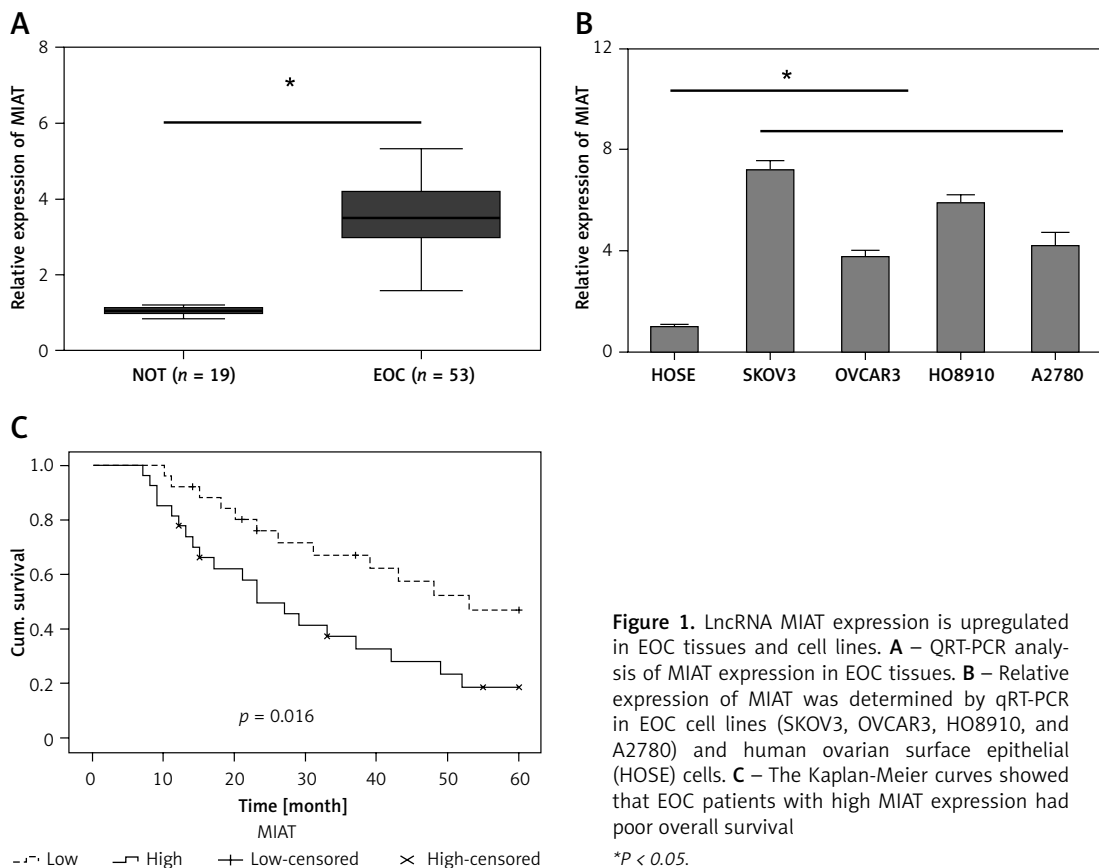 A
Relative expression of MIAT
8
6
4
2
0
*
NOT (n = 19)
EOC (n = 53)
B
Relative expression of MIAT
12
8
4
0
*
HOSE
SKOV3
OVCAR3
HO8910
A2780
C
Cum. survival
1.0
0.8
0.6
0.4
0.2
0
p = 0.016
0
10
20
30
40
50
60
Time [month]
MIAT
Low
High
Low-censored
High-censored
Figure 1. LncRNA MIAT expression is upregulated
in EOC tissues and cell lines. A – QRT-PCR analy-
sis of MIAT expression in EOC tissues. B – Relative
expression of MIAT was determined by qRT-PCR
in EOC cell lines (SKOV3, OVCAR3, HO8910, and
A2780) and human ovarian surface epithelial
(HOSE) cells. C – The Kaplan-Meier curves showed
that EOC patients with high MIAT expression had
poor overall survival
*P < 0.05.